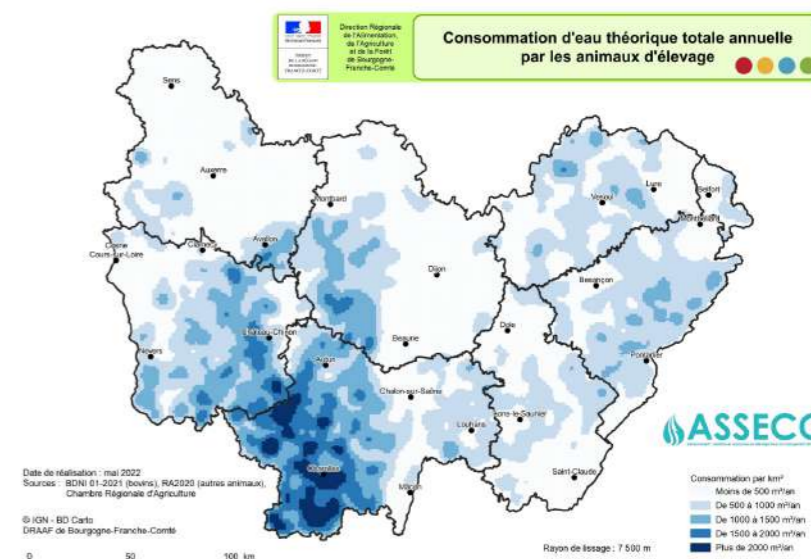 Direction Régionale
de l'Alimentation,
de l'Agriculture
et de la Forêt
de Bourgogne-
Franche-Comté
Consommation d'eau théorique totale annuelle
par les animaux d'élevage
Sens
Auxerre
Montbard
Vesoul
Lure
Belfort
Montbéliard
Cosne
Cours-sur-Loire
Clamecy
Avallon
Dijon
Besançon
Château-Chinon
Beaune
Dole
Nevers
Autun
Pontarlier
Chalon-sur-Saône
Louhans
Lons-le-Saunier
Charolles
Mâcon
Saint-Claude
ASSECC
Date de réalisation : mai 2022
Sources : BDNI 01-2021 (bovins), RA2020 (autres animaux),
Chambre Régionale d'Agriculture
© IGN - BD Carto
DRAAF de Bourgogne-Franche-Comté
0 50 100 km
Rayon de lissage : 7 500 m
Consommation par km²
Moins de 500 m³/an
De 500 à 1000 m³/an
De 1000 à 1500 m³/an
De 1500 à 2000 m³/an
Plus de 2000 m³/an